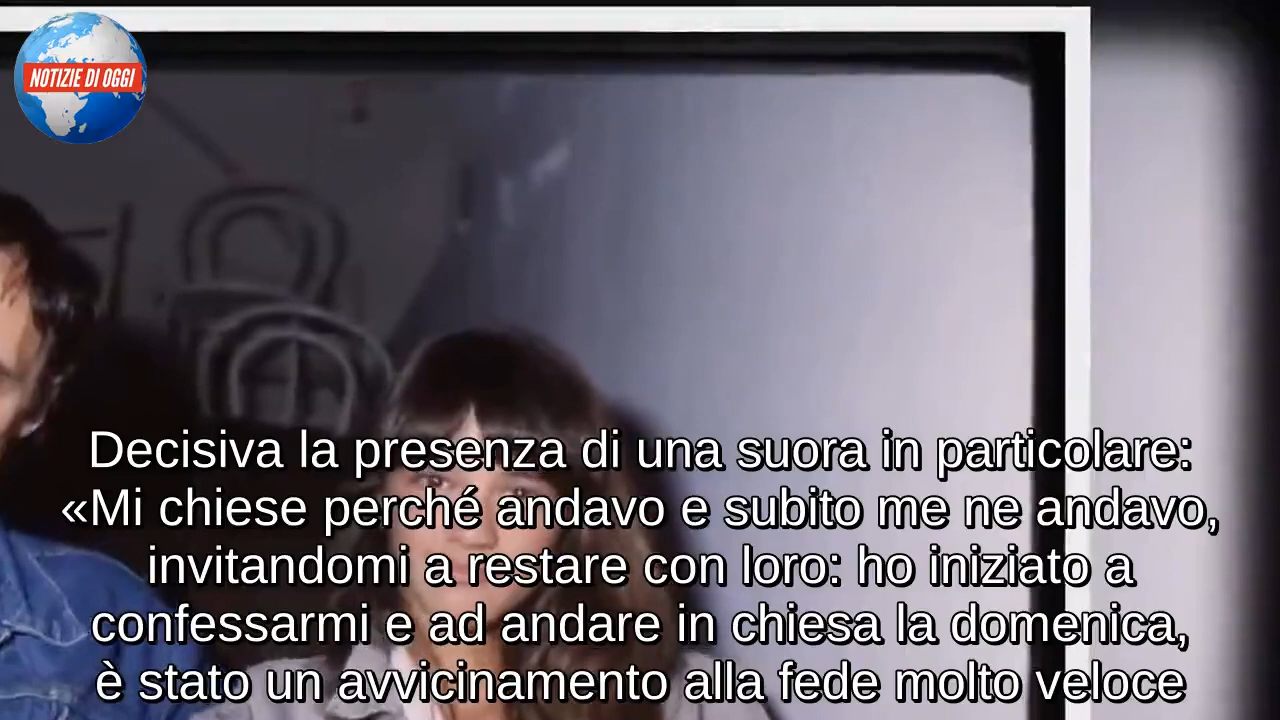 NOTIZIE DI OGGI
Decisiva la presenza di una suora in particolare:
«Mi chiese perché andavo e subito me ne andavo,
invitandomi a restare con loro: ho iniziato a
confessarmi e ad andare in chiesa la domenica,
è stato un avvicinamento alla fede molto veloce